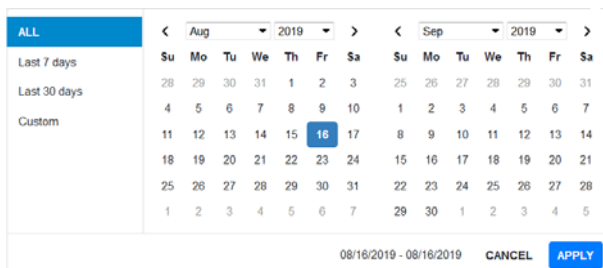 ALL
Last 7 days
Last 30 days
Custom
Aug 2019
Su Mo Tu We Th Fr Sa
28 29 30 31 1 2 3
4 5 6 7 8 9 10
11 12 13 14 15 16 17
18 19 20 21 22 23 24
25 26 27 28 29 30 31
1 2 3 4 5 6 7
Sep 2019
Su Mo Tu We Th Fr Sa
25 26 27 28 29 30 31
1 2 3 4 5 6 7
8 9 10 11 12 13 14
15 16 17 18 19 20 21
22 23 24 25 26 27 28
29 30 1 2 3 4 5
08/16/2019 - 08/16/2019 CANCEL APPLY